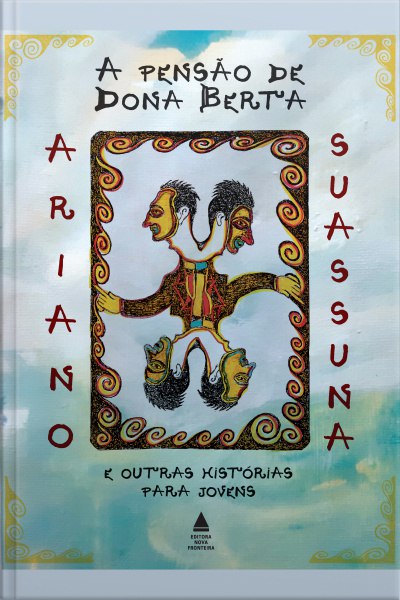 A PENSÃO DE
DONA BERTA
ARIANO
SUASSUNA
E OUTRAS HISTÓRIAS
PARA JOVENS
EDITORA
NOVA
FRONTEIRA